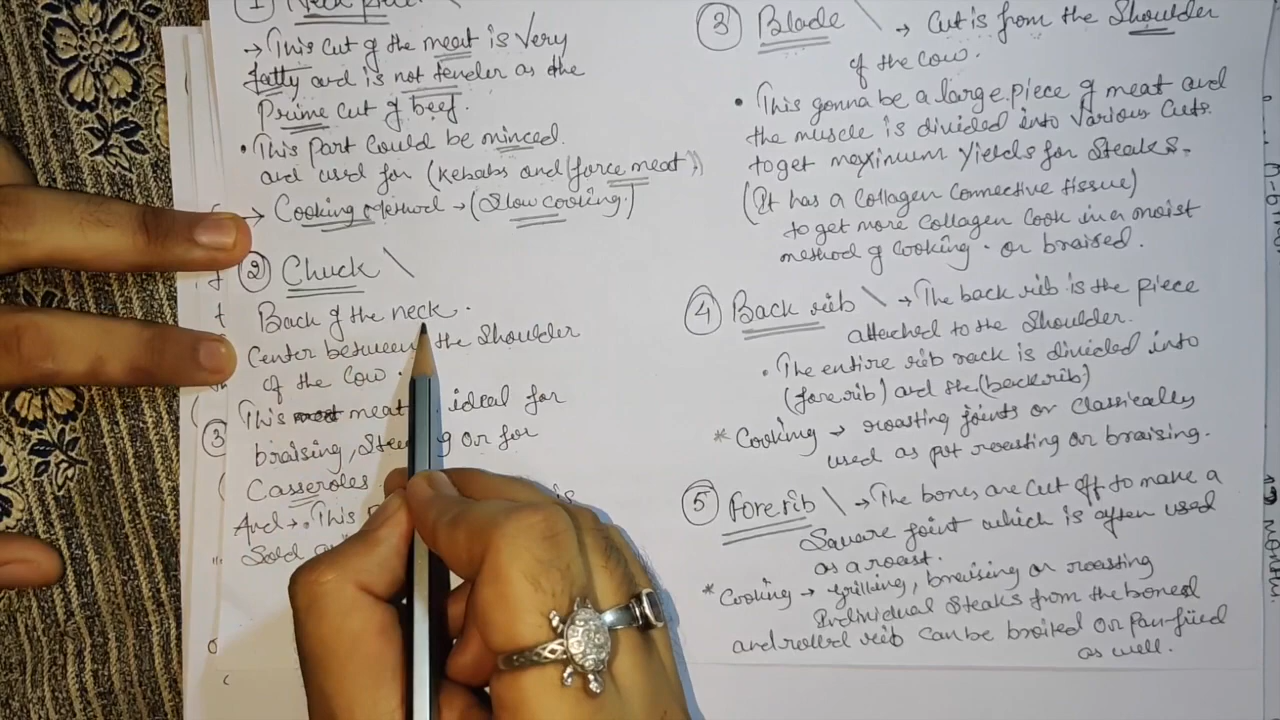 ①
→ This cut of the meat is very
fatty and is not tender as the
Prime cut of beef.
• This part could be minced.
and used for (kebabs and (force meat))
→ Cooking Method → (Slow cooking.)
② Chuck \
Back of the neck.
Center between the Shoulder
of the Cow.
This meat ideal for
braising, or for
Casseroles
And → . This is
Sold
③ Blade \ → Cut is from the Shoulder
of the cow.
• This gonna be a large piece of meat and
the muscle is divided into Various Cuts.
to get meyinum yields for Steaks.
(It has a Collagen Connective tissue)
to get more Collagen Cook in a moist
method of Cooking. or braised.
④ Back rib \ → The back rib is the piece
attached to the Shoulder.
• The entire rib rack is divided into
(fore rib) and the (back rib)
* Cooking → roasting joints or Classically
used as pot roasting or braising.
⑤ Fore rib \ → The bones are Cut off to make a
Square joint which is often used
as a roast.
* Cooking → grilling, braising or roasting
Individual Steaks from the boned
and rolled rib can be broiled or pan-fried
as well.
③